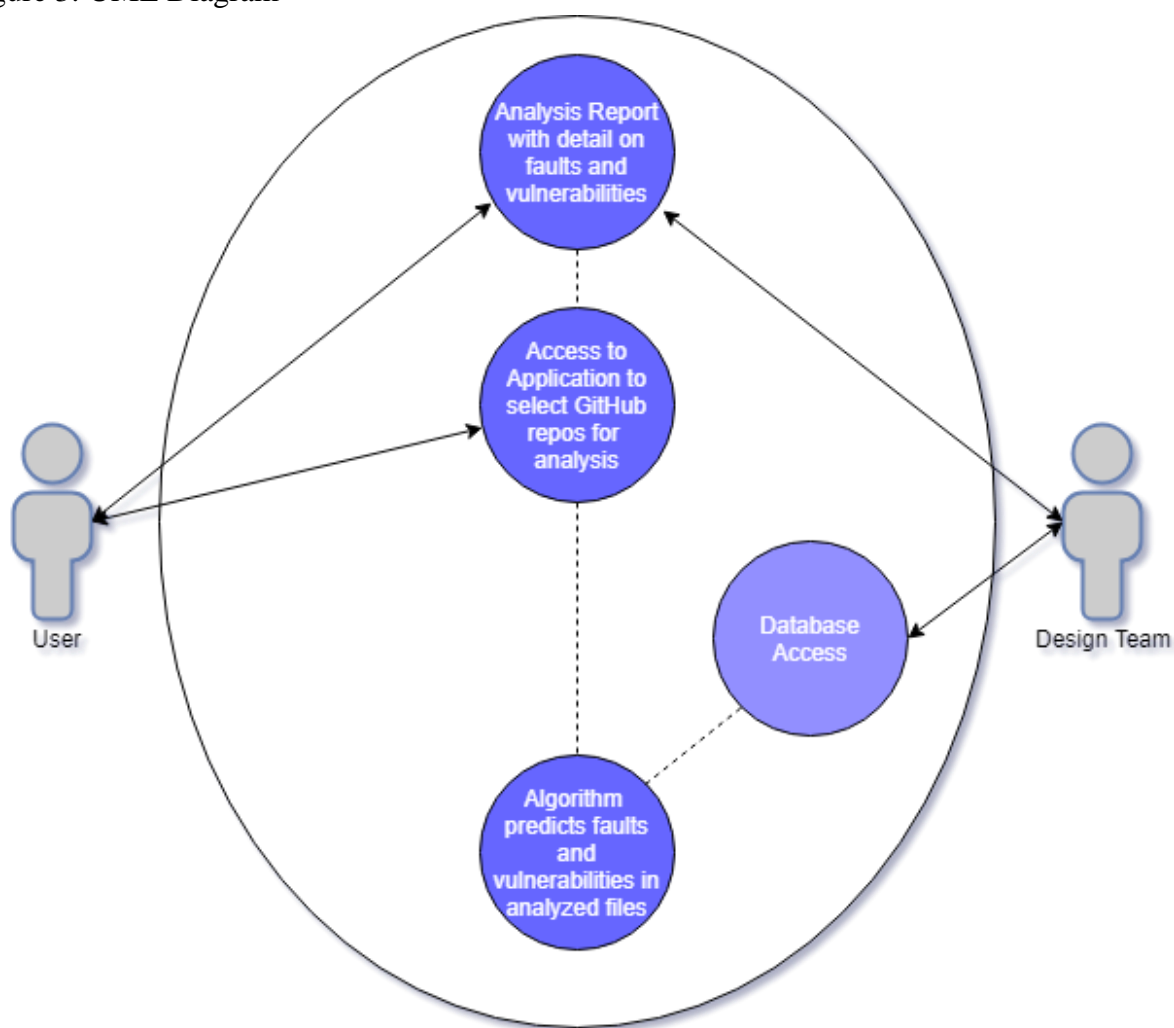 Analysis Report
with detail on
faults and
vulnerabilities
Access to
Application to
select GitHub
repos for
analysis
User
Database
Access
Design Team
Algorithm
predicts faults
and
vulnerabilities in
analyzed files